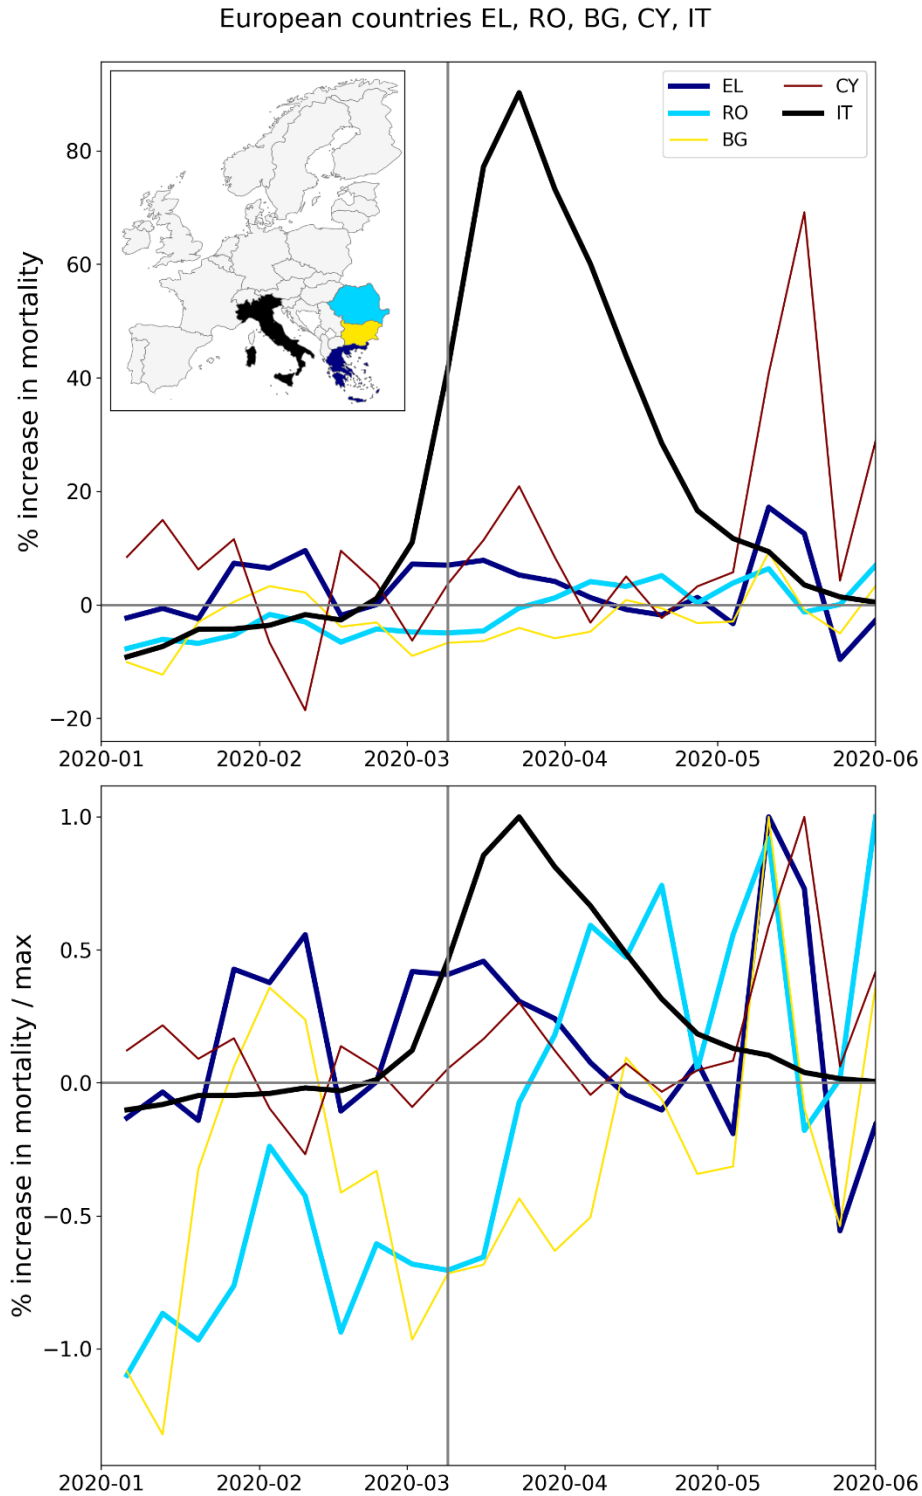 European countries EL, RO, BG, CY, IT
% increase in mortality
80
60
40
20
0
−20
EL
RO
BG
CY
IT
2020-01
2020-02
2020-03
2020-04
2020-05
2020-06
% increase in mortality / max
1.0
0.5
0.0
−0.5
−1.0
2020-01
2020-02
2020-03
2020-04
2020-05
2020-06